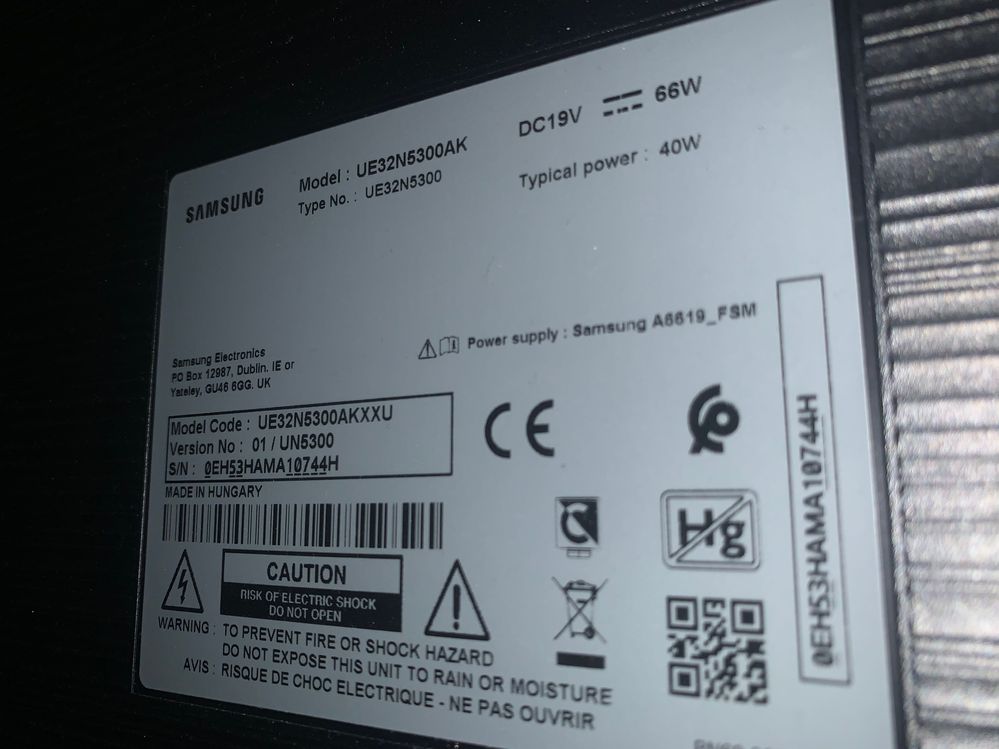 SAMSUNG
Model : UE32N5300AK
Type No. : UE32N5300
DC19V 66W
Typical power : 40W
Power supply : Samsung A6619_FSM
Samsung Electronics
PO Box 12987, Dublin. IE or
Yateley, GU46 6GG. UK
Model Code : UE32N5300AKXXU
Version No : 01 / UN5300
S/N : 0EH53HAMA10744H
MADE IN HUNGARY
CE
Hg
CAUTION
RISK OF ELECTRIC SHOCK
DO NOT OPEN
WARNING : TO PREVENT FIRE OR SHOCK HAZARD
DO NOT EXPOSE THIS UNIT TO RAIN OR MOISTURE
AVIS : RISQUE DE CHOC ELECTRIQUE - NE PAS OUVRIR
0EH53HAMA10744H